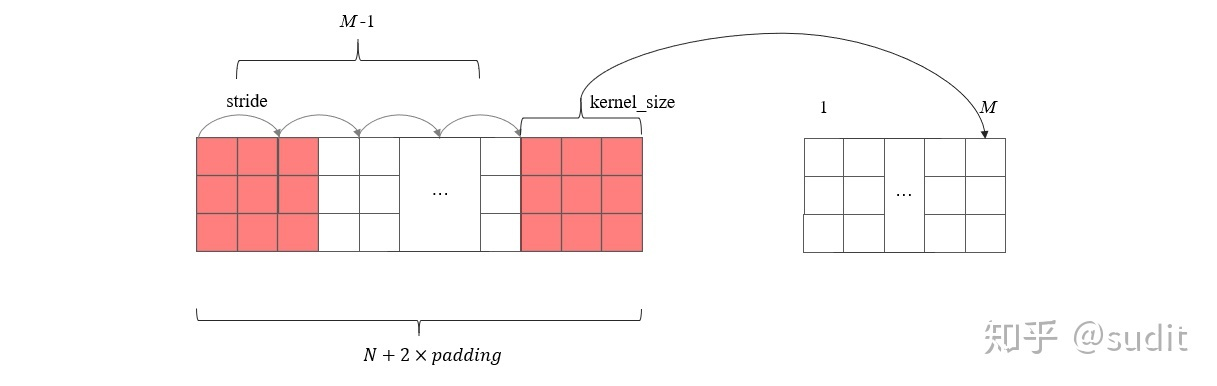 M-1
stride
kernel_size
1
M
...
...
N + 2 × padding
知乎 @sudit